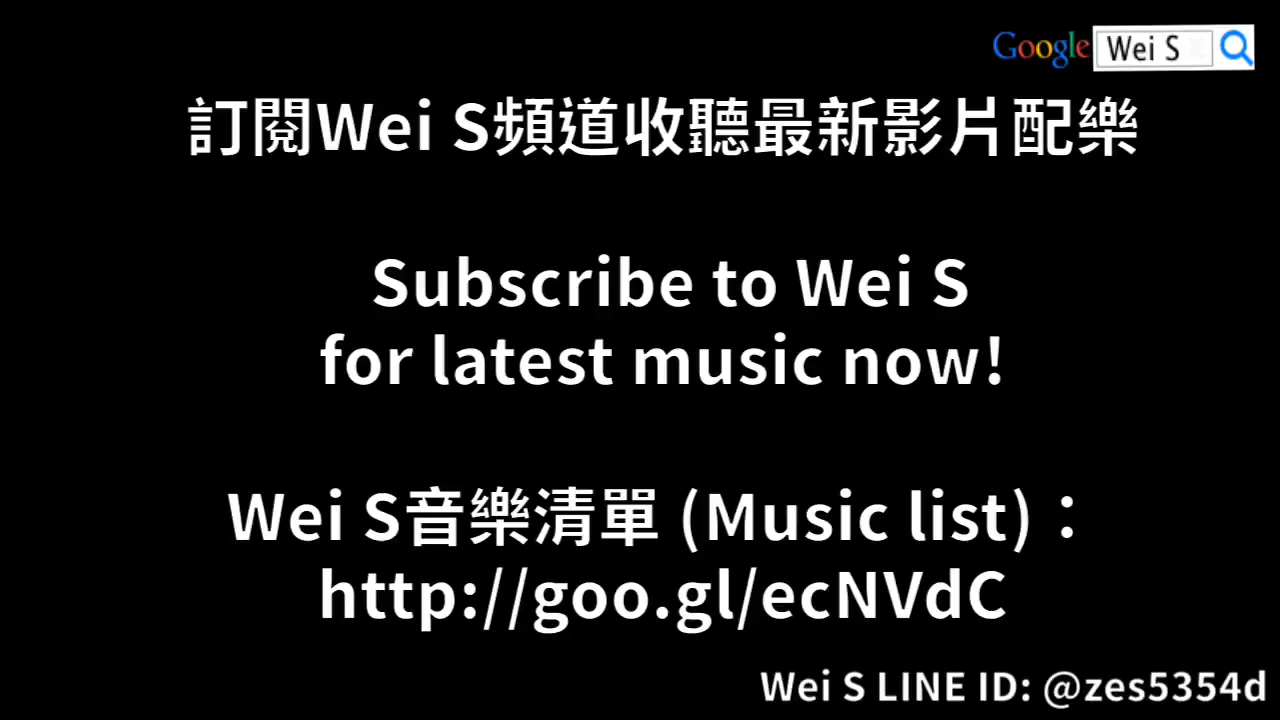 Google Wei S
訂閱Wei S頻道收聽最新影片配樂
Subscribe to Wei S
for latest music now!
Wei S音樂清單 (Music list)：
http://goo.gl/ecNVdC
Wei S LINE ID: @zes5354d